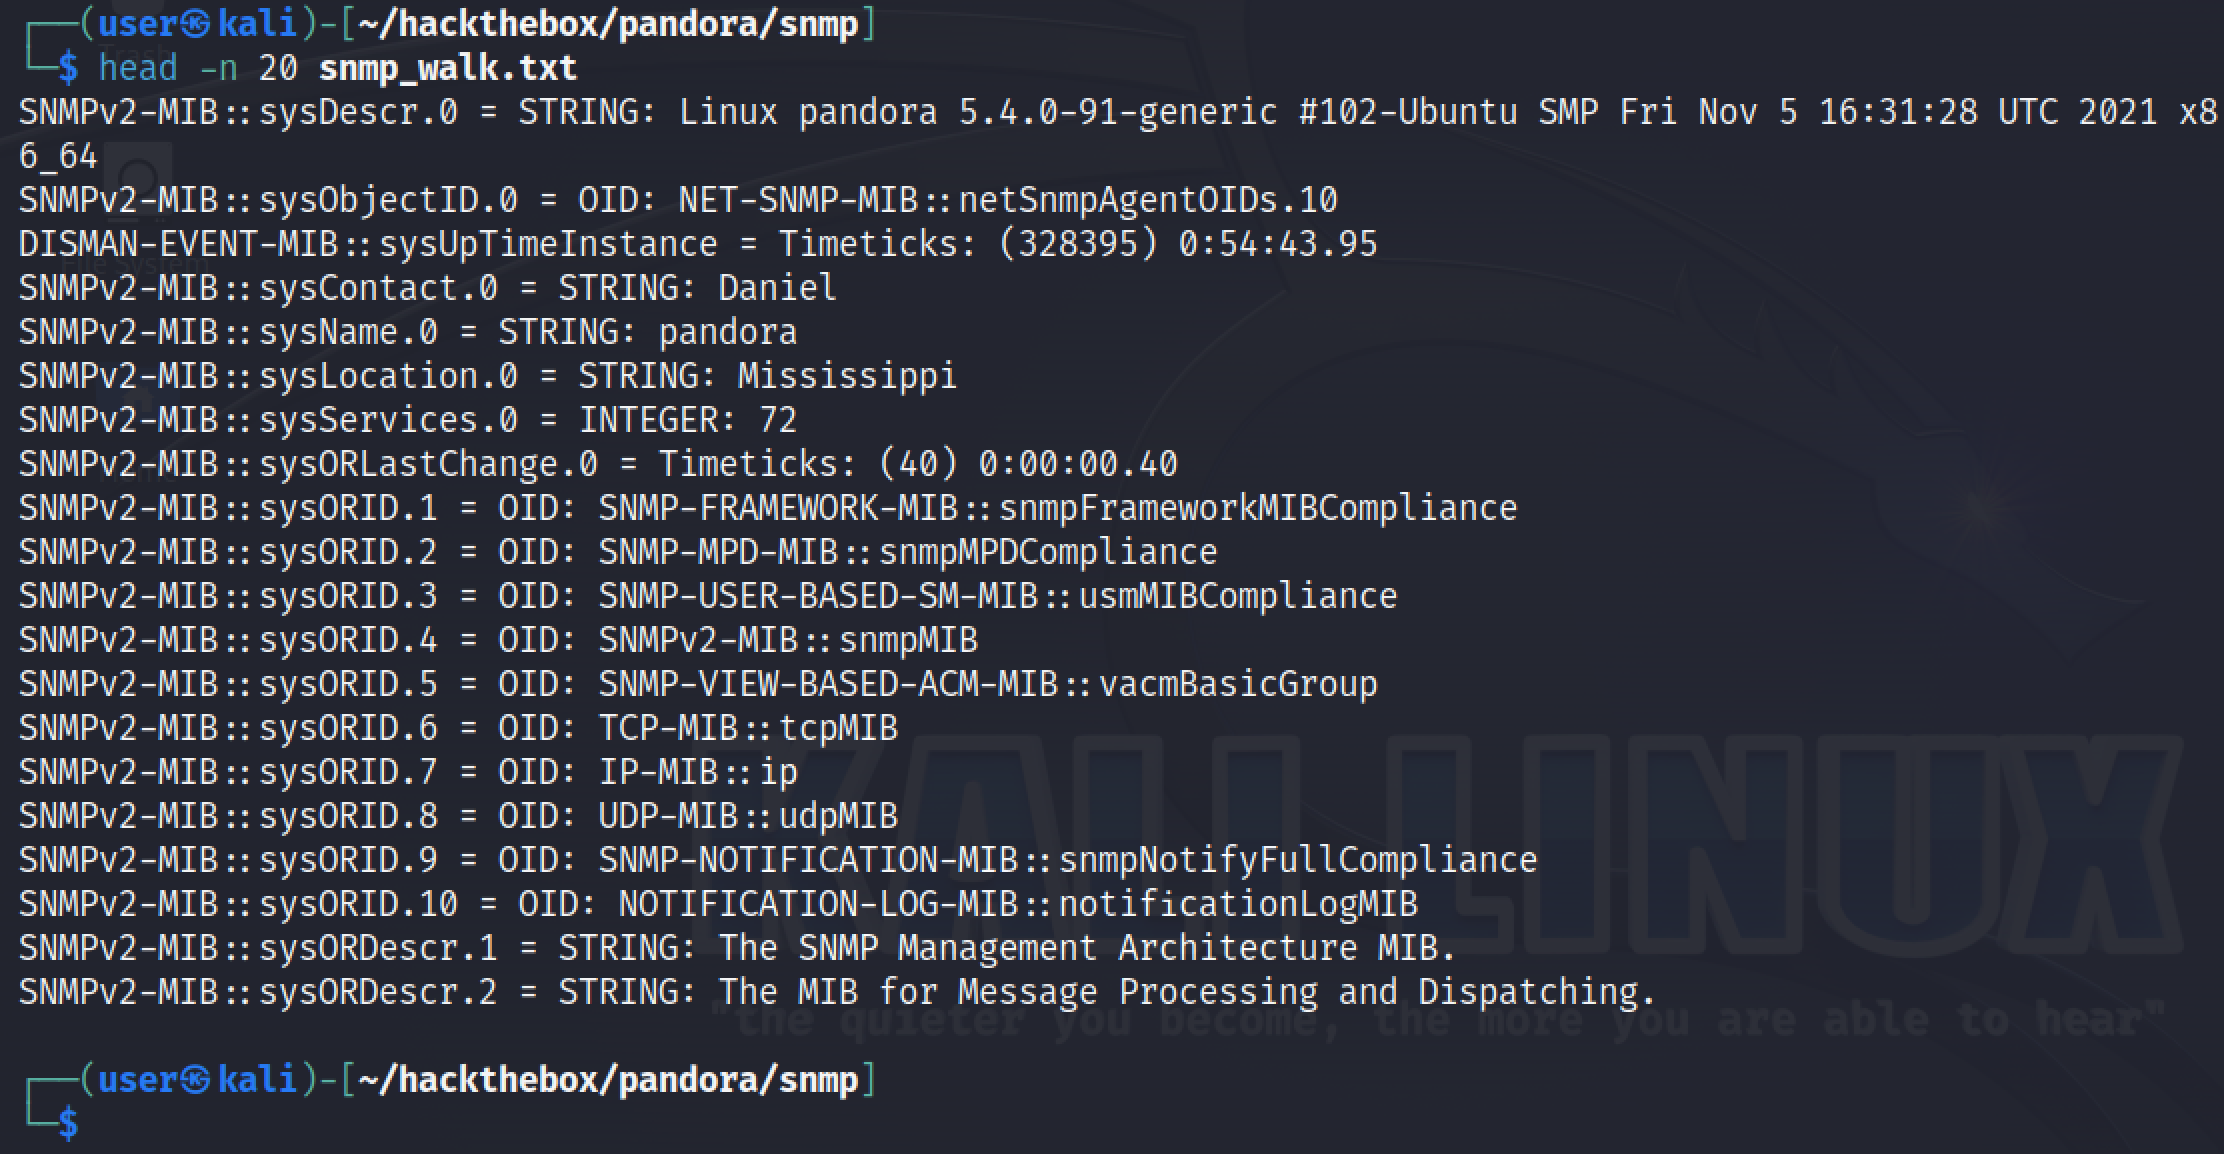 ┌──(user㉿kali)-[~/hackthebox/pandora/snmp]
└─$ head -n 20 snmp_walk.txt
SNMPv2-MIB::sysDescr.0 = STRING: Linux pandora 5.4.0-91-generic #102-Ubuntu SMP Fri Nov 5 16:31:28 UTC 2021 x8
6_64
SNMPv2-MIB::sysObjectID.0 = OID: NET-SNMP-MIB::netSnmpAgentOIDs.10
DISMAN-EVENT-MIB::sysUpTimeInstance = Timeticks: (328395) 0:54:43.95
SNMPv2-MIB::sysContact.0 = STRING: Daniel
SNMPv2-MIB::sysName.0 = STRING: pandora
SNMPv2-MIB::sysLocation.0 = STRING: Mississippi
SNMPv2-MIB::sysServices.0 = INTEGER: 72
SNMPv2-MIB::sysORLastChange.0 = Timeticks: (40) 0:00:00.40
SNMPv2-MIB::sysORID.1 = OID: SNMP-FRAMEWORK-MIB::snmpFrameworkMIBCompliance
SNMPv2-MIB::sysORID.2 = OID: SNMP-MPD-MIB::snmpMPDCompliance
SNMPv2-MIB::sysORID.3 = OID: SNMP-USER-BASED-SM-MIB::usmMIBCompliance
SNMPv2-MIB::sysORID.4 = OID: SNMPv2-MIB::snmpMIB
SNMPv2-MIB::sysORID.5 = OID: SNMP-VIEW-BASED-ACM-MIB::vacmBasicGroup
SNMPv2-MIB::sysORID.6 = OID: TCP-MIB::tcpMIB
SNMPv2-MIB::sysORID.7 = OID: IP-MIB::ip
SNMPv2-MIB::sysORID.8 = OID: UDP-MIB::udpMIB
SNMPv2-MIB::sysORID.9 = OID: SNMP-NOTIFICATION-MIB::snmpNotifyFullCompliance
SNMPv2-MIB::sysORID.10 = OID: NOTIFICATION-LOG-MIB::notificationLogMIB
SNMPv2-MIB::sysORDescr.1 = STRING: The SNMP Management Architecture MIB.
SNMPv2-MIB::sysORDescr.2 = STRING: The MIB for Message Processing and Dispatching.
┌──(user㉿kali)-[~/hackthebox/pandora/snmp]
└─$
Trash
File System
Home
KALI LINUX
"the quieter you become, the more you are able to hear"